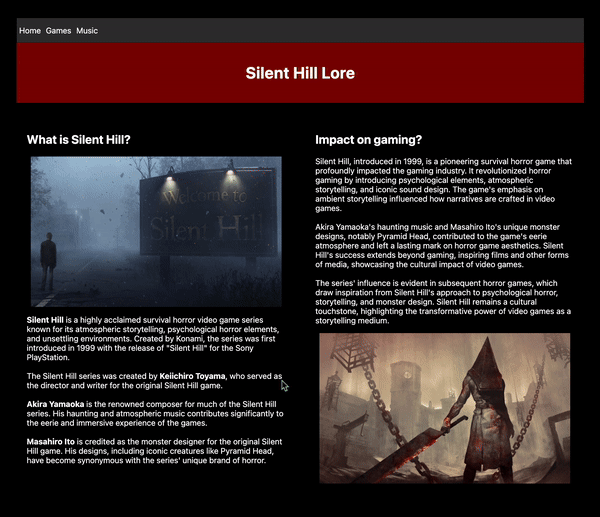 Home Games Music
Silent Hill Lore
What is Silent Hill?
Welcome to
Silent Hill
Silent Hill is a highly acclaimed survival horror video game series
known for its atmospheric storytelling, psychological horror elements,
and unsettling environments. Created by Konami, the series was first
introduced in 1999 with the release of "Silent Hill" for the Sony
PlayStation.
The Silent Hill series was created by Keiichiro Toyama, who served as
the director and writer for the original Silent Hill game.
Akira Yamaoka is the renowned composer for much of the Silent Hill
series. His haunting and atmospheric music contributes significantly to
the eerie and immersive experience of the games.
Masahiro Ito is credited as the monster designer for the original Silent
Hill game. His designs, including iconic creatures like Pyramid Head,
have become synonymous with the series' unique brand of horror.
Impact on gaming?
Silent Hill, introduced in 1999, is a pioneering survival horror game that
profoundly impacted the gaming industry. It revolutionized horror
gaming by introducing psychological elements, atmospheric
storytelling, and iconic sound design. The game's emphasis on
ambient storytelling influenced how narratives are crafted in video
games.
Akira Yamaoka's haunting music and Masahiro Ito's unique monster
designs, notably Pyramid Head, contributed to the game's eerie
atmosphere and left a lasting mark on horror game aesthetics. Silent
Hill's success extends beyond gaming, inspiring films and other forms
of media, showcasing the cultural impact of video games.
The series' influence is evident in subsequent horror games, which
draw inspiration from Silent Hill's approach to psychological horror,
storytelling, and monster design. Silent Hill remains a cultural
touchstone, highlighting the transformative power of video games as a
storytelling medium.